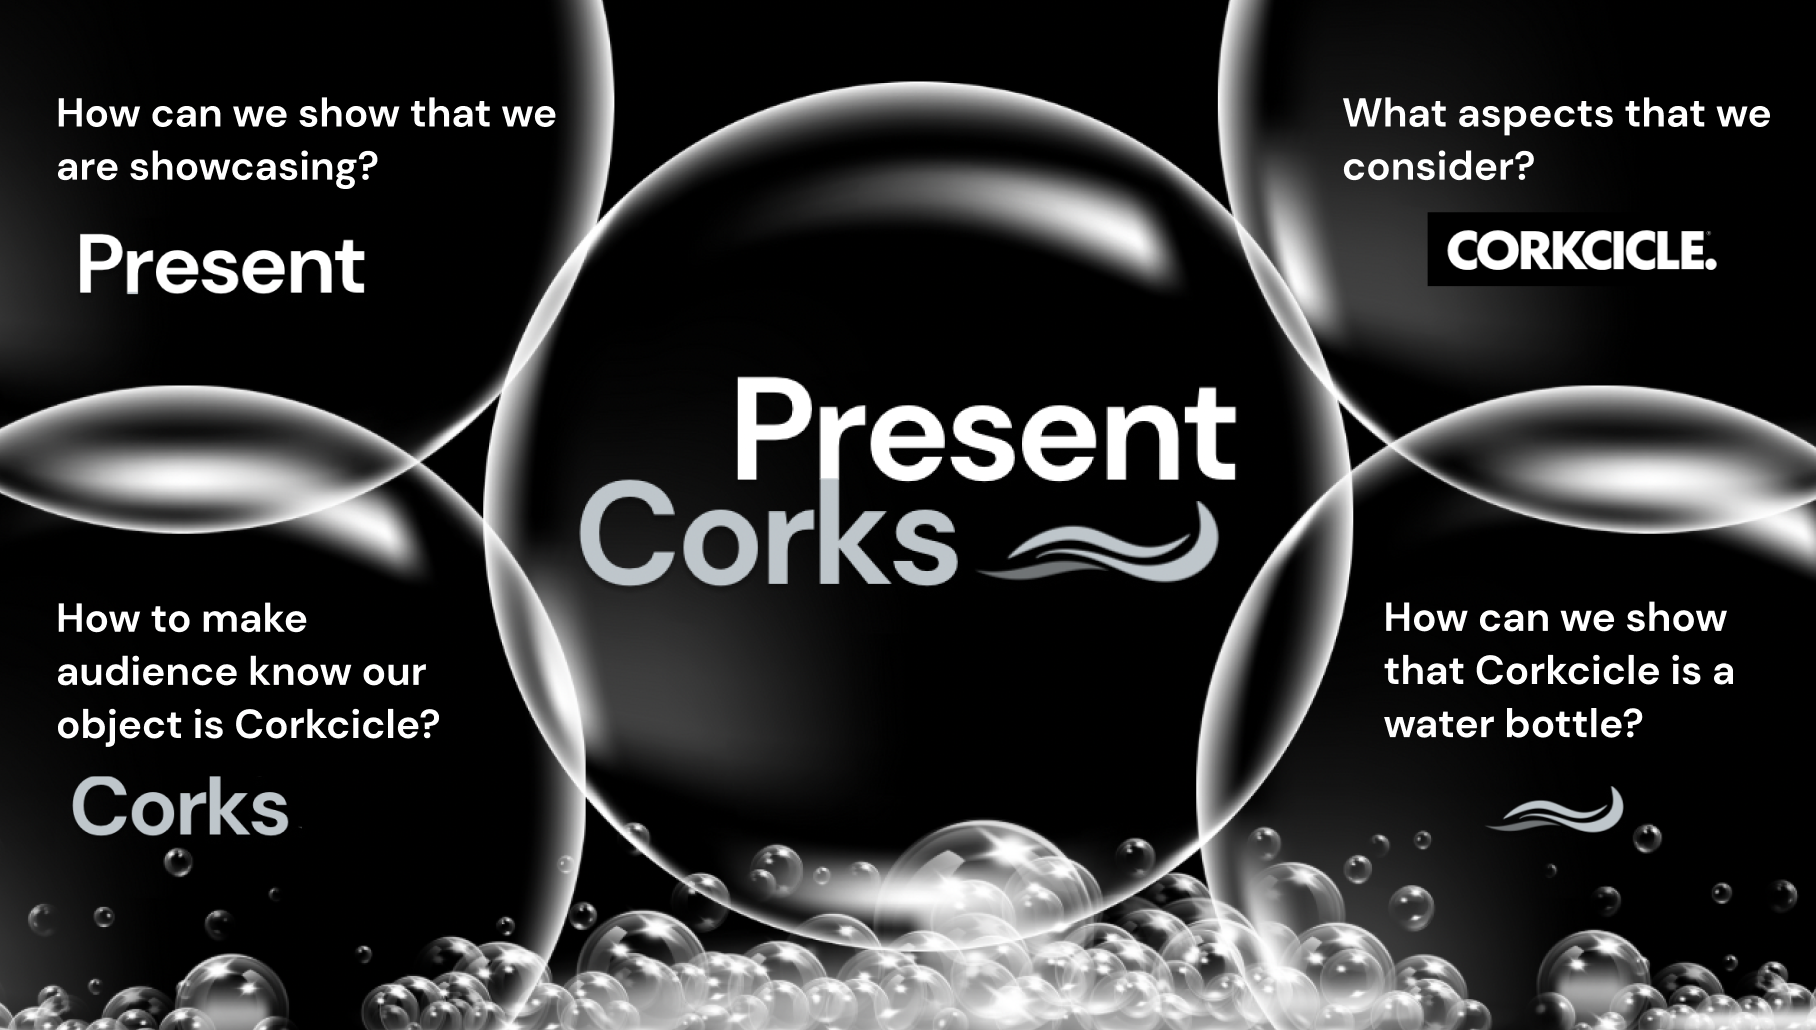 How can we show that we
are showcasing?
Present
What aspects that we
consider?
CORKCICLE.
Present
Corks
How to make
audience know our
object is Corkcicle?
Corks
How can we show
that Corkcicle is a
water bottle?